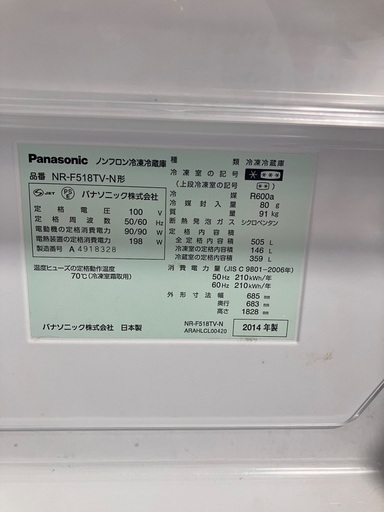 Panasonic ノンフロン冷凍冷蔵庫
品番 NR-F518TV-N形
JET PSE パナソニック株式会社
定格電圧 100 V
定格周波数 50/60 Hz
電動機の定格消費電力 90/90 W
電熱装置の定格消費電力 198 W
製造番号 A 4918328
温度ヒューズの定格動作温度
70℃(冷凍室霜取用)
パナソニック株式会社 日本製
種類 冷凍冷蔵庫
冷凍室の記号
(上段冷凍室の記号)
冷媒 R600a
冷媒封入量 80 g
質量 91 kg
断熱発泡ガス シクロペンタン
定格内容積
全定格内容積 505 L
冷凍室の定格内容積 146 L
冷蔵室の定格内容積 359 L
消費電力量(JIS C 9801-2006年)
50Hz 210kWh/年
60Hz 210kWh/年
外形寸法 幅 685 mm
奥行 683 mm
高さ 1828 mm
NR-F518TV-N
ARAHLCL00420
2014 年製